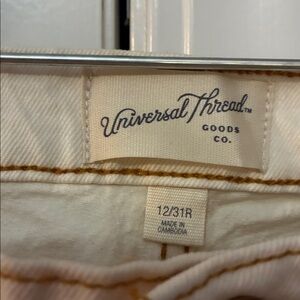 Universal Thread™
GOODS
CO.
12/31R
MADE IN
CAMBODIA